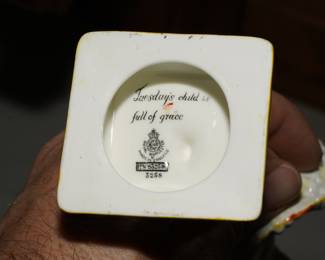 Tuesday's child is
full of grace
3258